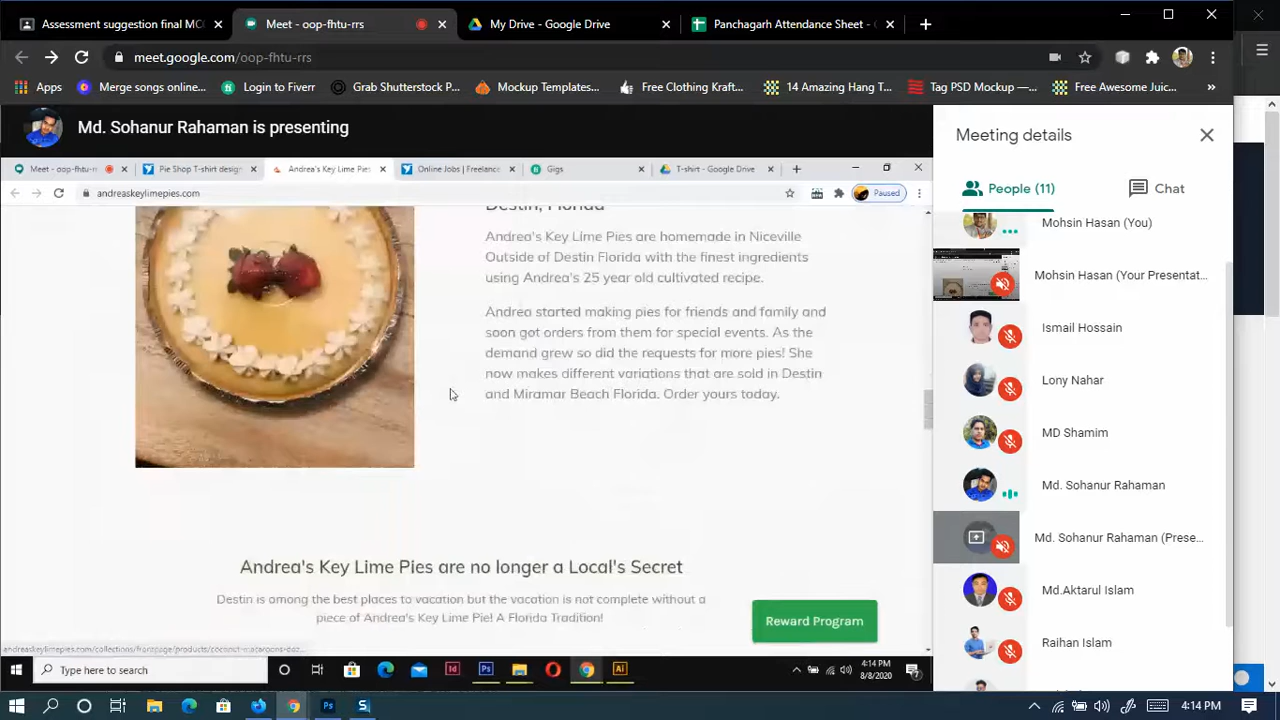 Assessment suggestion final MC
Meet - oop-fhtu-rrs
My Drive - Google Drive
Panchagarh Attendance Sheet -
meet.google.com/oop-fhtu-rrs
Apps
Merge songs online...
Login to Fiverr
Grab Shutterstock P...
Mockup Templates...
Free Clothing Kraft...
14 Amazing Hang T...
Tag PSD Mockup —...
Free Awesome Juic...
Md. Sohanur Rahaman is presenting
Meeting details
Meet - oop-fhtu-rrs
Pie Shop T-shirt design
Andrea's Key Lime Pies
Online Jobs | Freelance
Gigs
T-shirt - Google Drive
andreaskeylimepies.com
Paused
People (11)
Chat
Destin, Florida
Andrea's Key Lime Pies are homemade in Niceville
Outside of Destin Florida with the finest ingredients
using Andrea's 25 year old cultivated recipe.
Andrea started making pies for friends and family and
soon got orders from them for special events. As the
demand grew so did the requests for more pies! She
now makes different variations that are sold in Destin
and Miramar Beach Florida. Order yours today.
Andrea's Key Lime Pies are no longer a Local's Secret
Destin is among the best places to vacation but the vacation is not complete without a
piece of Andrea's Key Lime Pie! A Florida Tradition!
Reward Program
Mohsin Hasan (You)
Mohsin Hasan (Your Presentat...
Ismail Hossain
Lony Nahar
MD Shamim
Md. Sohanur Rahaman
Md. Sohanur Rahaman (Prese...
Md.Aktarul Islam
Raihan Islam
Type here to search
4:14 PM
8/8/2020
4:14 PM